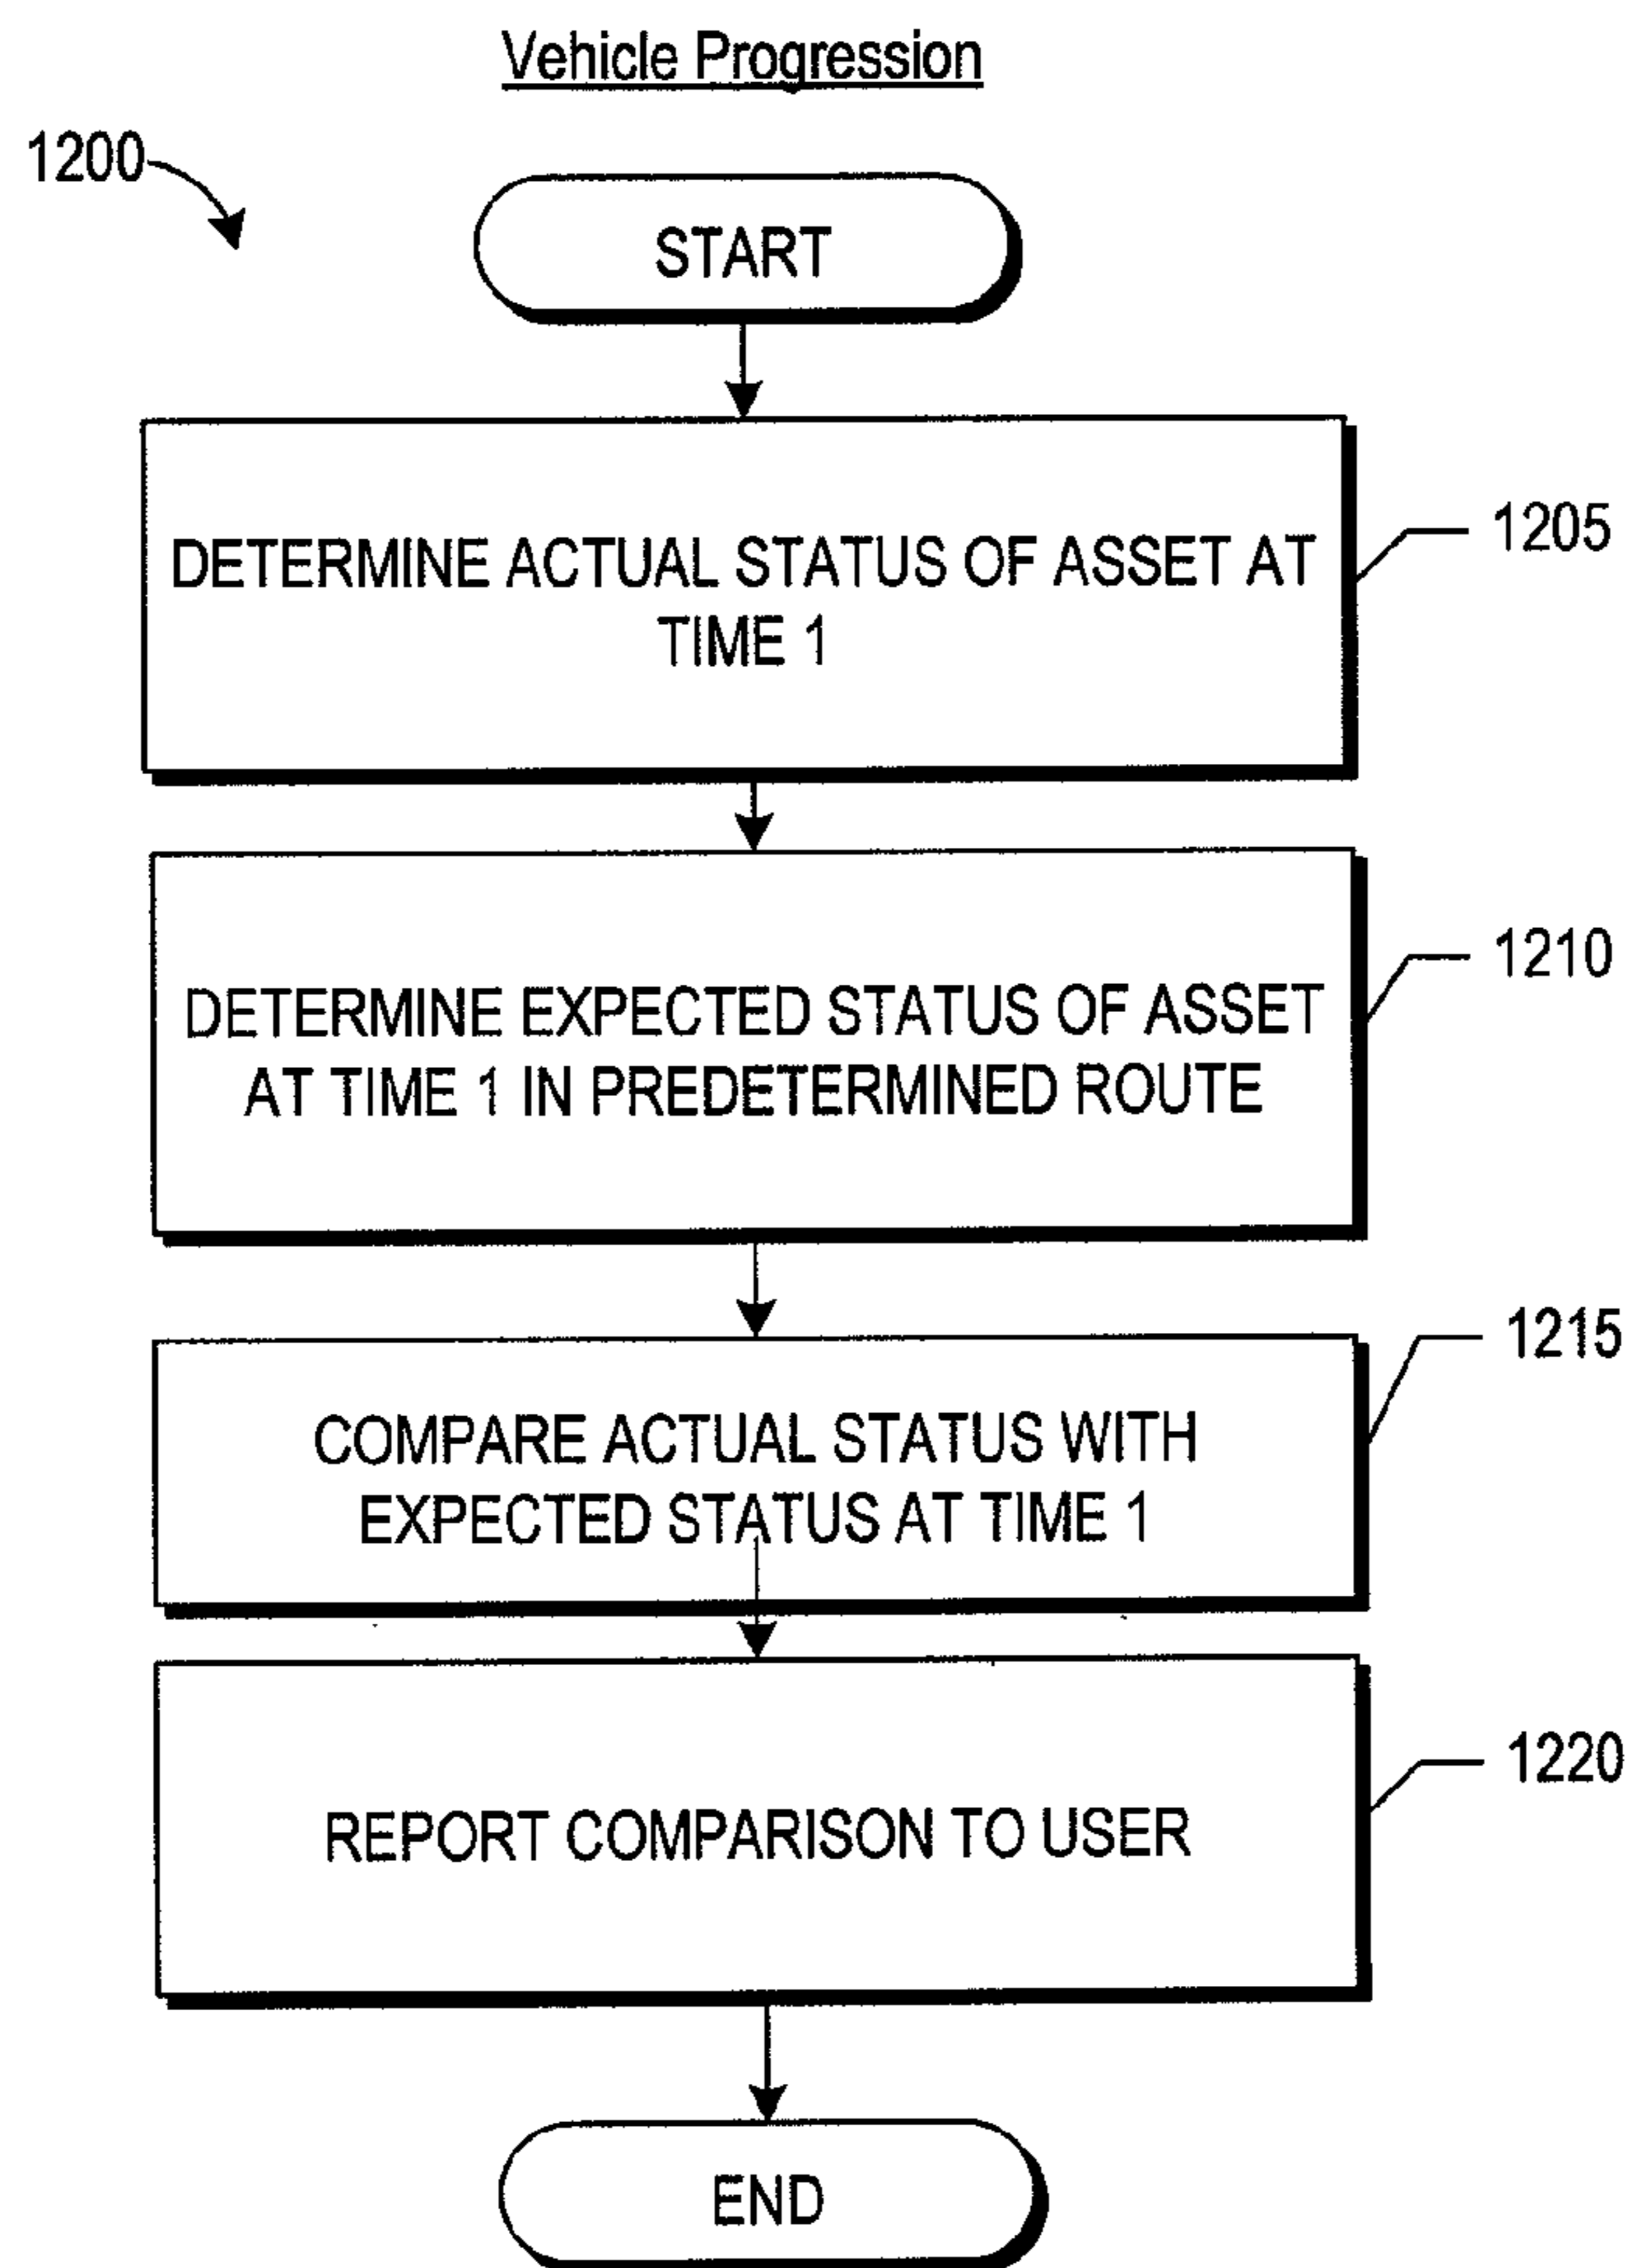 Vehicle Progression
1200
START
DETERMINE ACTUAL STATUS OF ASSET AT
TIME 1
1205
DETERMINE EXPECTED STATUS OF ASSET
AT TIME 1 IN PREDETERMINED ROUTE
1210
COMPARE ACTUAL STATUS WITH
EXPECTED STATUS AT TIME 1
1215
REPORT COMPARISON TO USER
1220
END